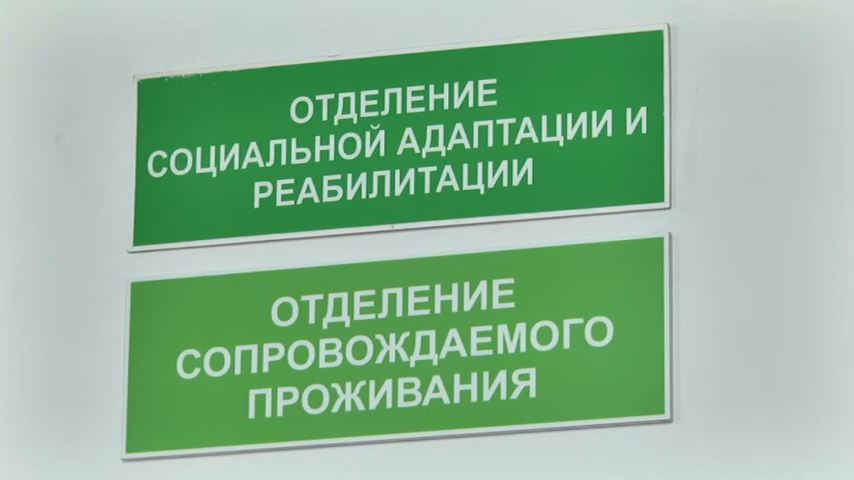 ОТДЕЛЕНИЕ
СОЦИАЛЬНОЙ АДАПТАЦИИ И
РЕАБИЛИТАЦИИ
ОТДЕЛЕНИЕ
СОПРОВОЖДАЕМОГО
ПРОЖИВАНИЯ